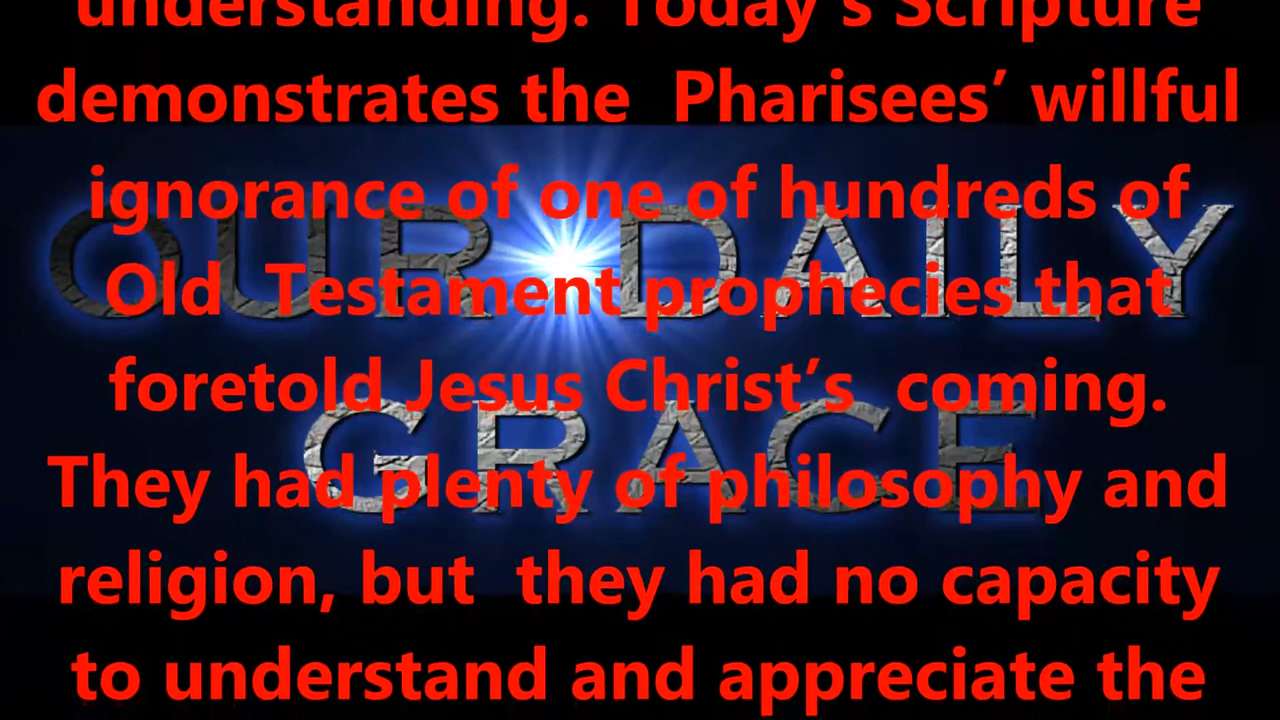 understanding. Today's Scripture
demonstrates the  Pharisees’ willful
ignorance of one of hundreds of
OUR DAILY
Old  Testament prophecies that
foretold Jesus Christ’s  coming.
GRACE
They had plenty of philosophy and
religion, but  they had no capacity
to understand and appreciate the